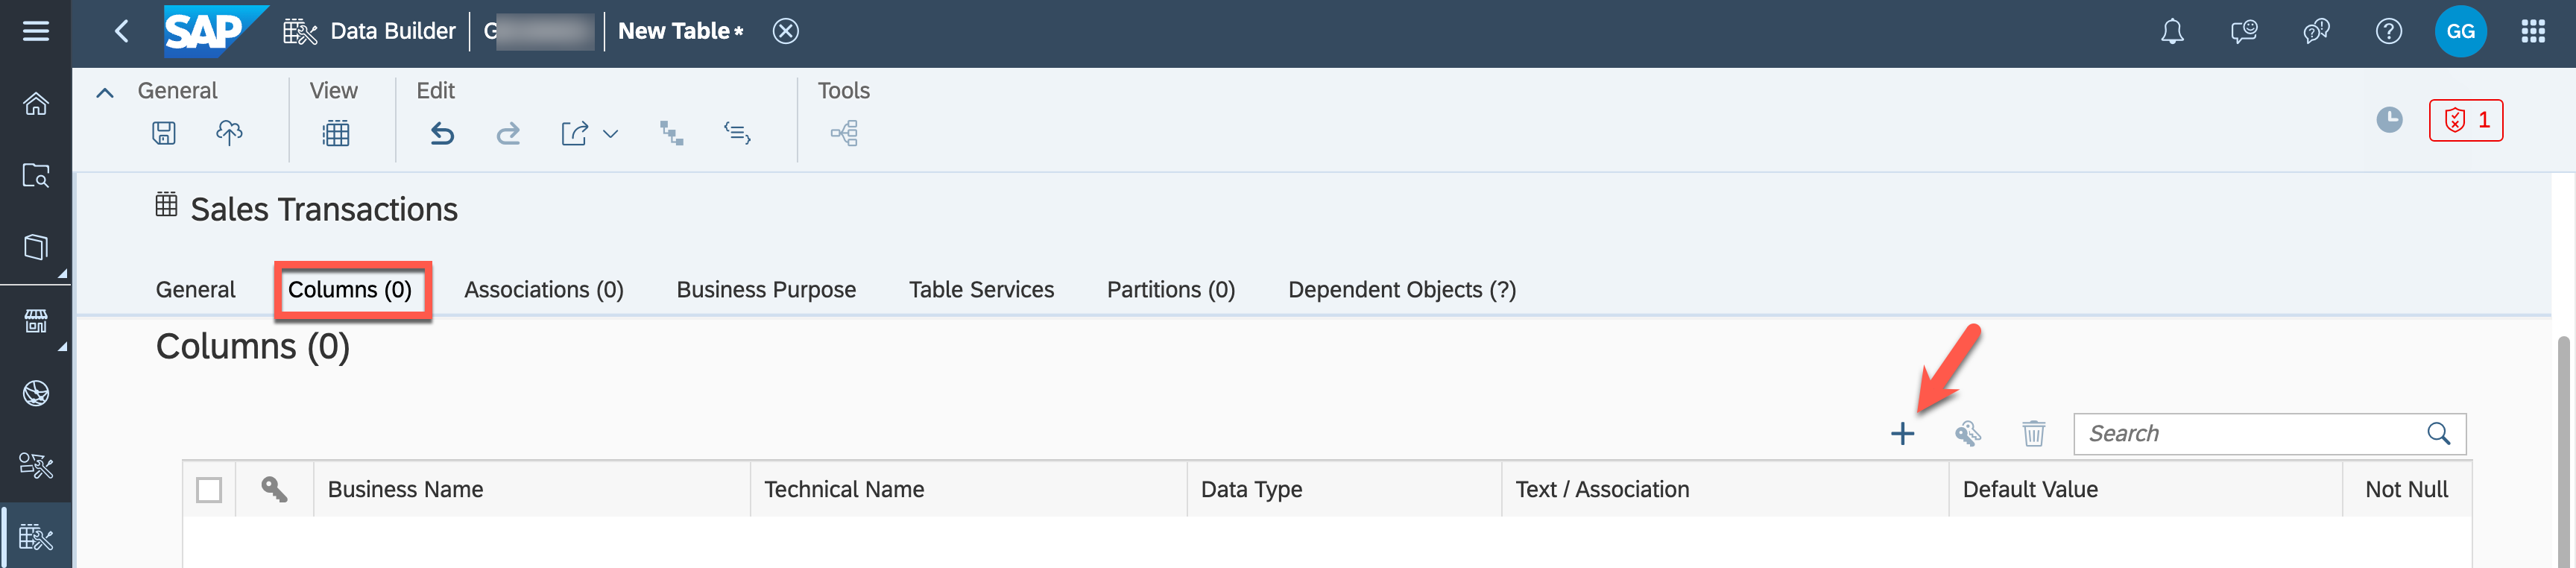 SAP Data Builder New Table*
GG
General View Edit Tools
1
Sales Transactions
General Columns (0) Associations (0) Business Purpose Table Services Partitions (0) Dependent Objects (?)
Columns (0)
Search
Business Name Technical Name Data Type Text / Association Default Value Not Null